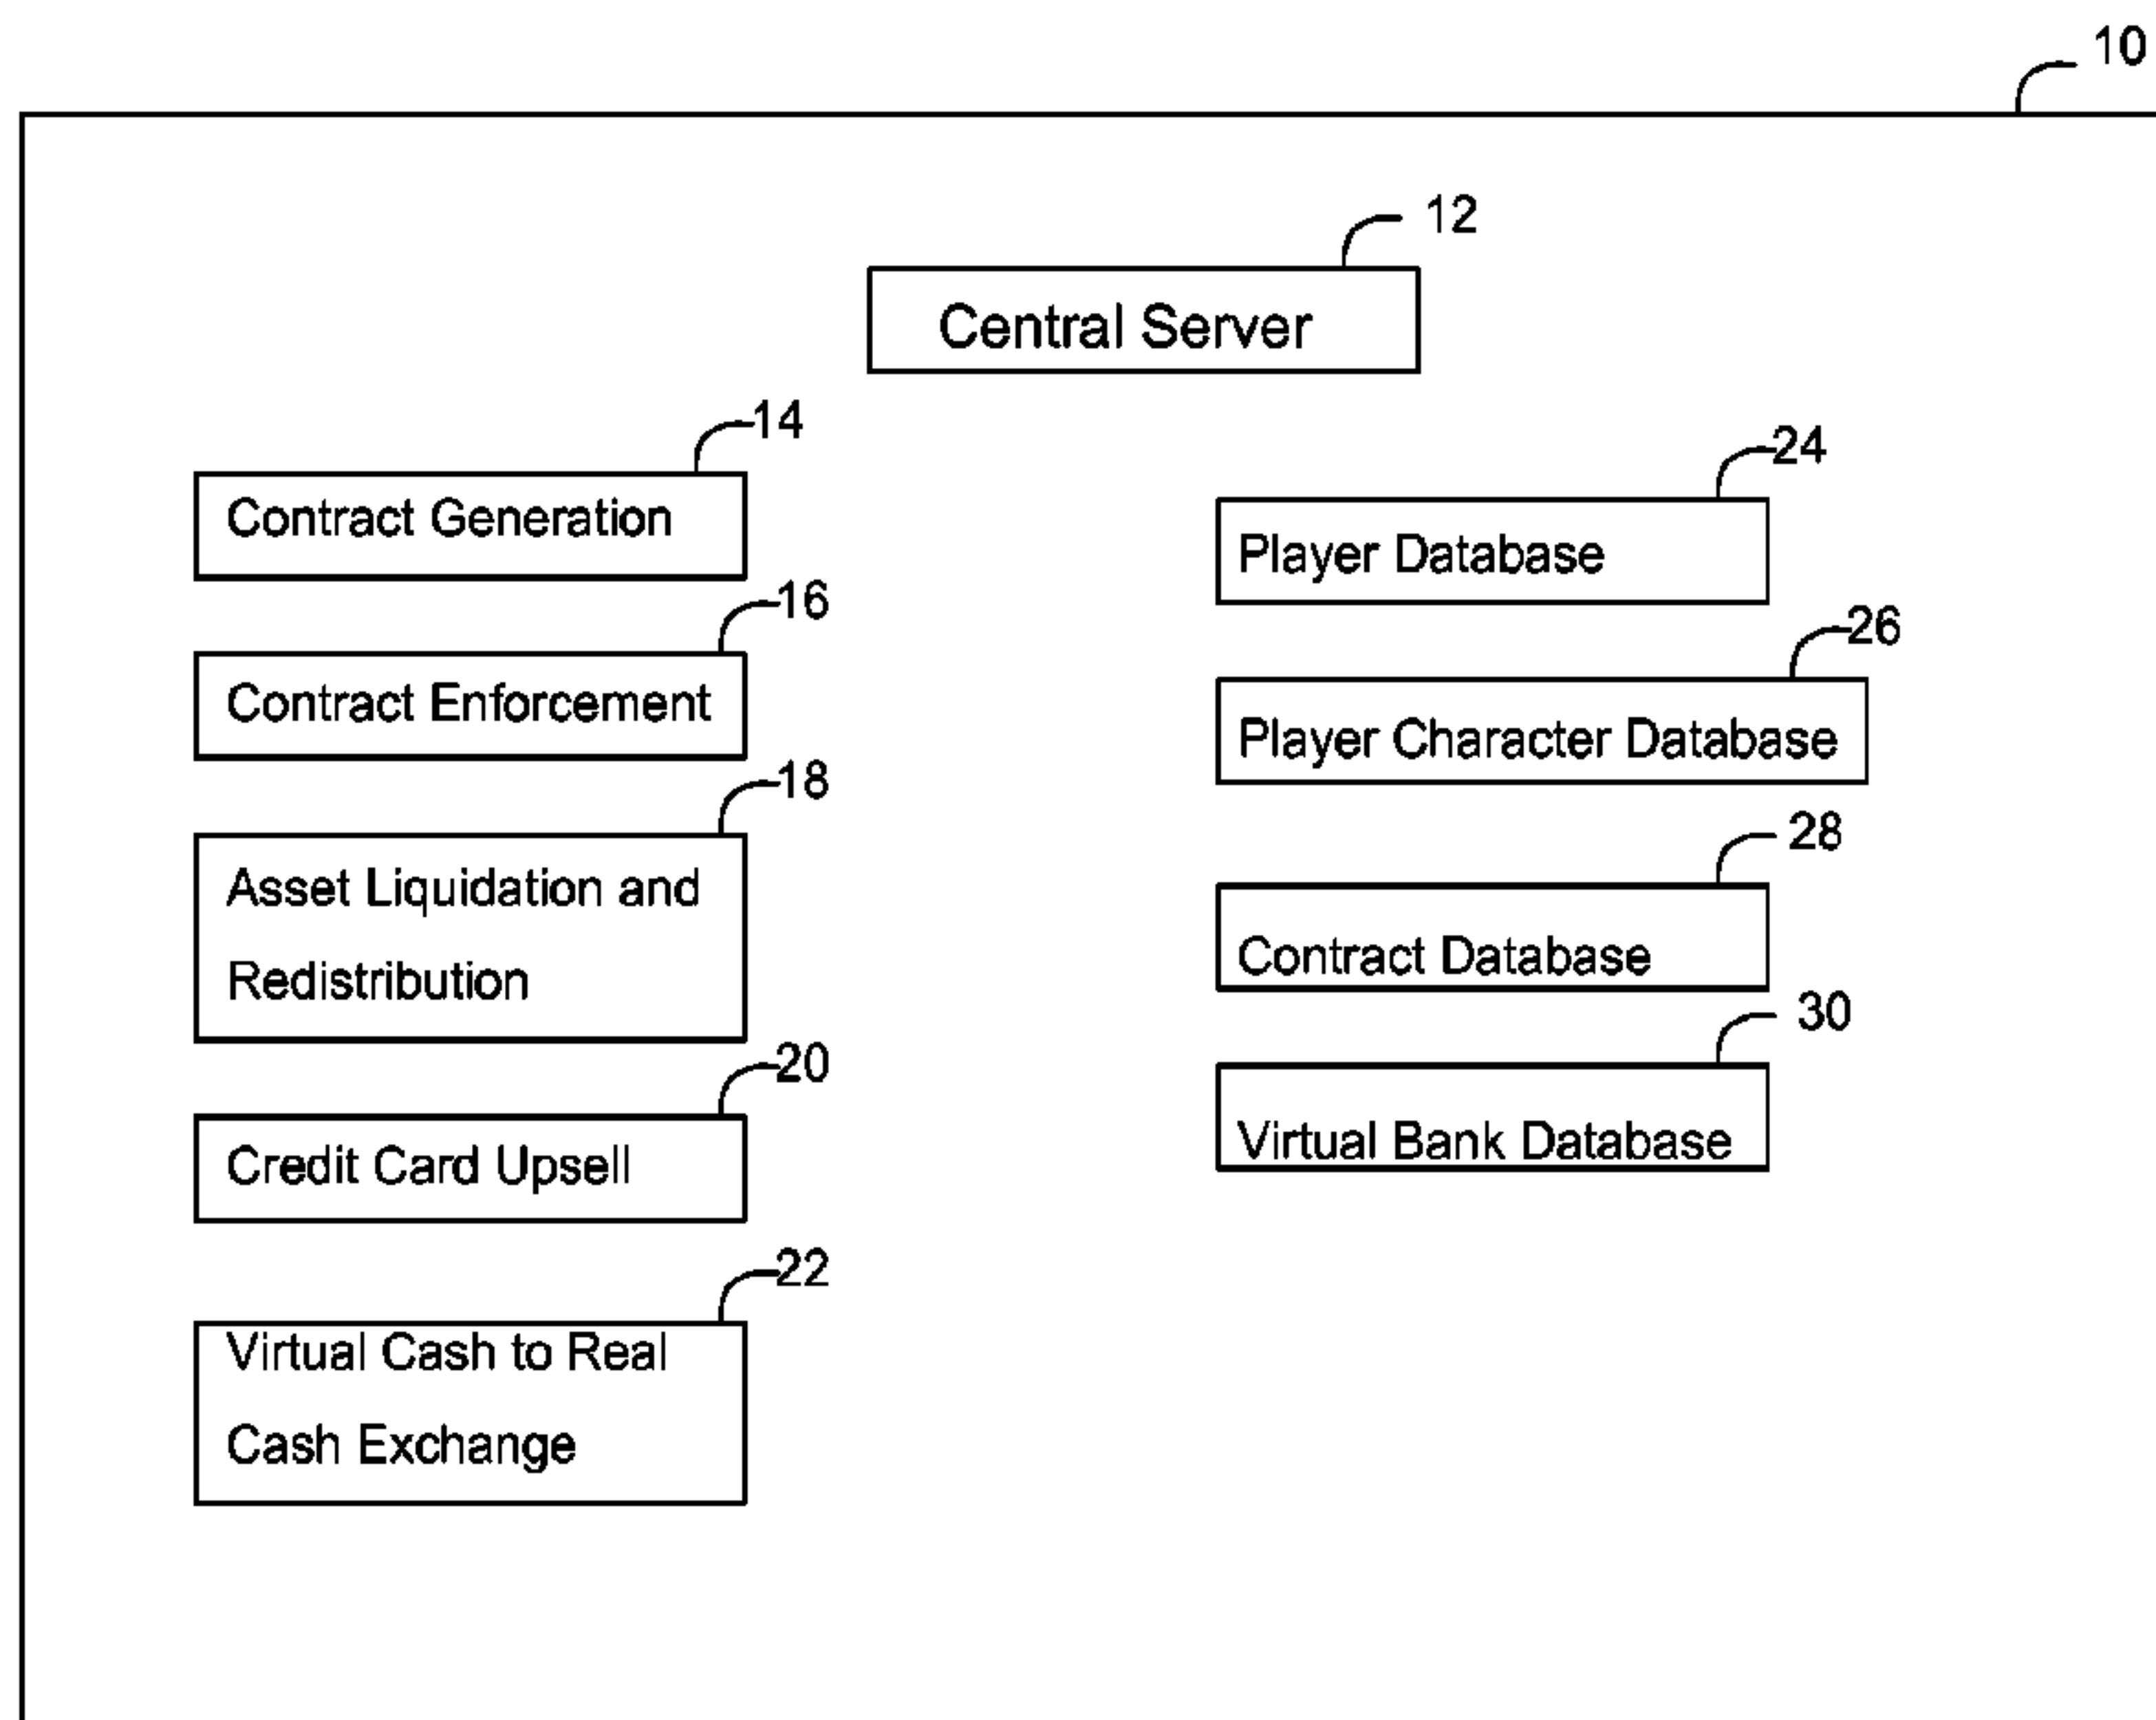 10
12
Central Server
14
Contract Generation
16
Contract Enforcement
18
Asset Liquidation and
Redistribution
20
Credit Card Upsell
22
Virtual Cash to Real
Cash Exchange
24
Player Database
26
Player Character Database
28
Contract Database
30
Virtual Bank Database